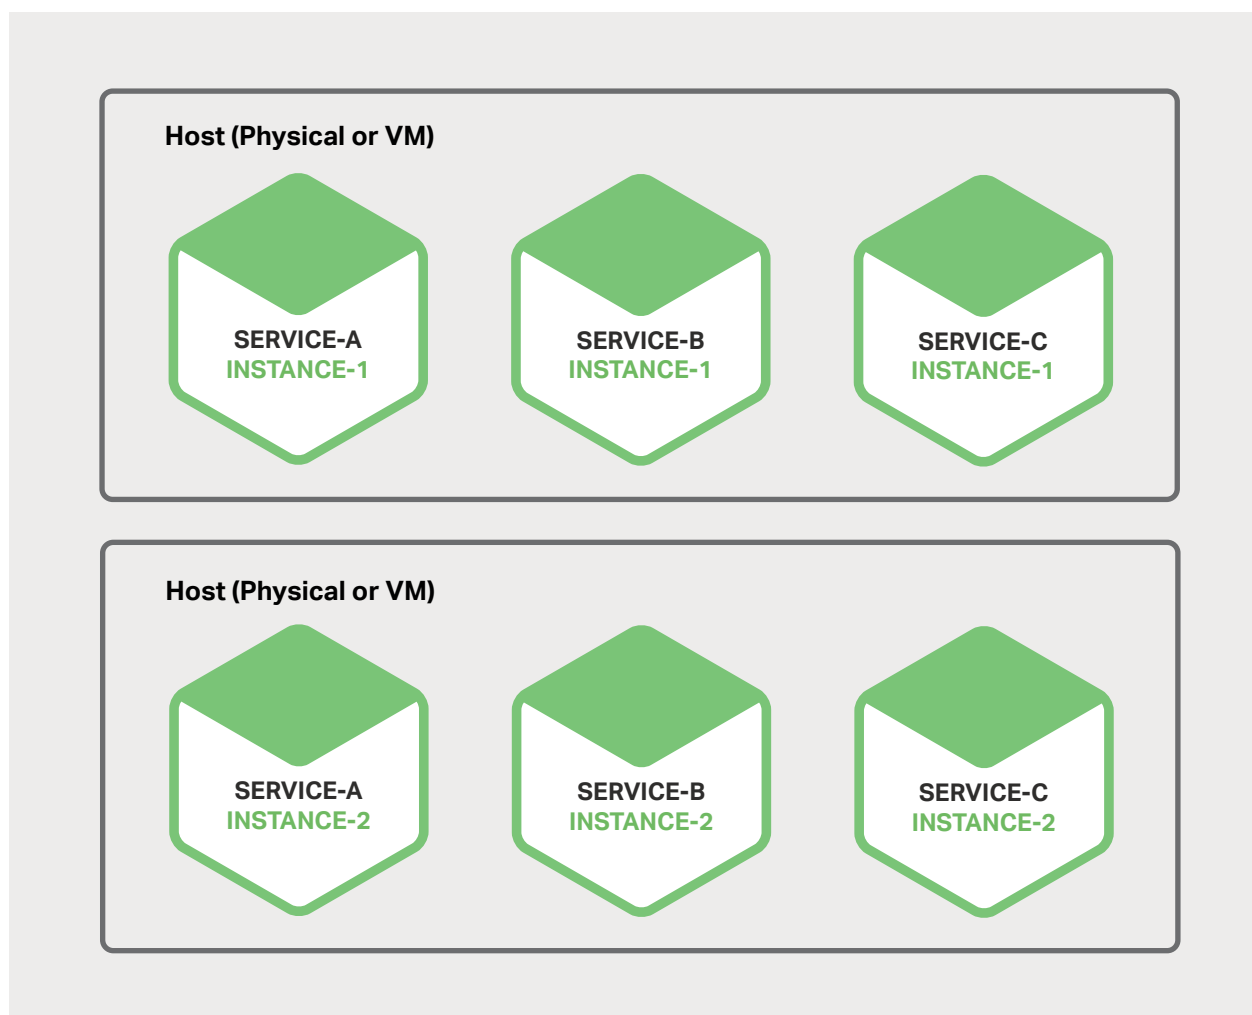 Host (Physical or VM)
SERVICE-A
INSTANCE-1
SERVICE-B
INSTANCE-1
SERVICE-C
INSTANCE-1
Host (Physical or VM)
SERVICE-A
INSTANCE-2
SERVICE-B
INSTANCE-2
SERVICE-C
INSTANCE-2